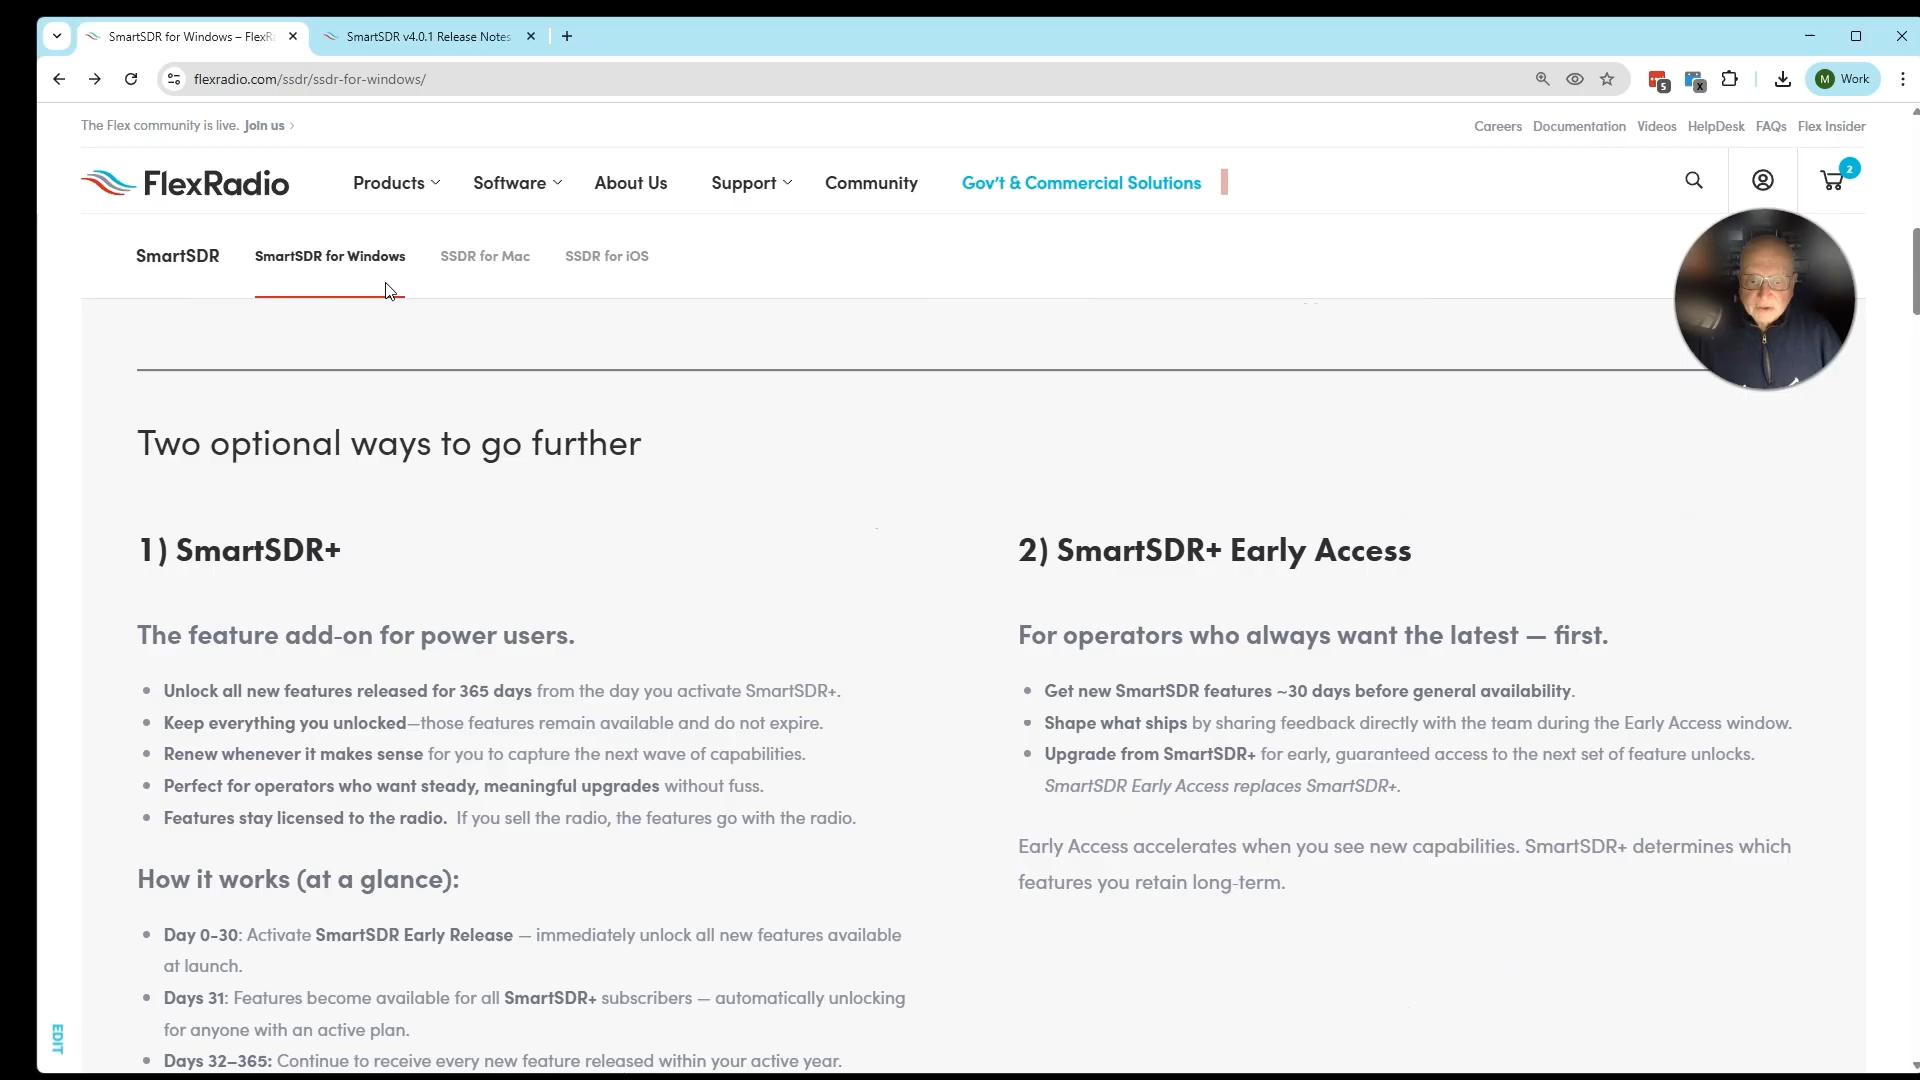 SmartSDR for Windows – FlexR
SmartSDR v4.0.1 Release Notes
flexradio.com/ssdr/ssdr-for-windows/
5
X
M Work
The Flex community is live. Join us ›
Careers Documentation Videos HelpDesk FAQs Flex Insider
FlexRadio
Products Software About Us Support Community Gov't & Commercial Solutions
2
SmartSDR SmartSDR for Windows SSDR for Mac SSDR for iOS
Two optional ways to go further
1) SmartSDR+
The feature add-on for power users.
• Unlock all new features released for 365 days from the day you activate SmartSDR+.
• Keep everything you unlocked—those features remain available and do not expire.
• Renew whenever it makes sense for you to capture the next wave of capabilities.
• Perfect for operators who want steady, meaningful upgrades without fuss.
• Features stay licensed to the radio. If you sell the radio, the features go with the radio.
How it works (at a glance):
• Day 0-30: Activate SmartSDR Early Release — immediately unlock all new features available
at launch.
• Days 31: Features become available for all SmartSDR+ subscribers — automatically unlocking
for anyone with an active plan.
• Days 32–365: Continue to receive every new feature released within your active year.
2) SmartSDR+ Early Access
For operators who always want the latest — first.
• Get new SmartSDR features ~30 days before general availability.
• Shape what ships by sharing feedback directly with the team during the Early Access window.
• Upgrade from SmartSDR+ for early, guaranteed access to the next set of feature unlocks.
SmartSDR Early Access replaces SmartSDR+.
Early Access accelerates when you see new capabilities. SmartSDR+ determines which
features you retain long-term.
EDIT